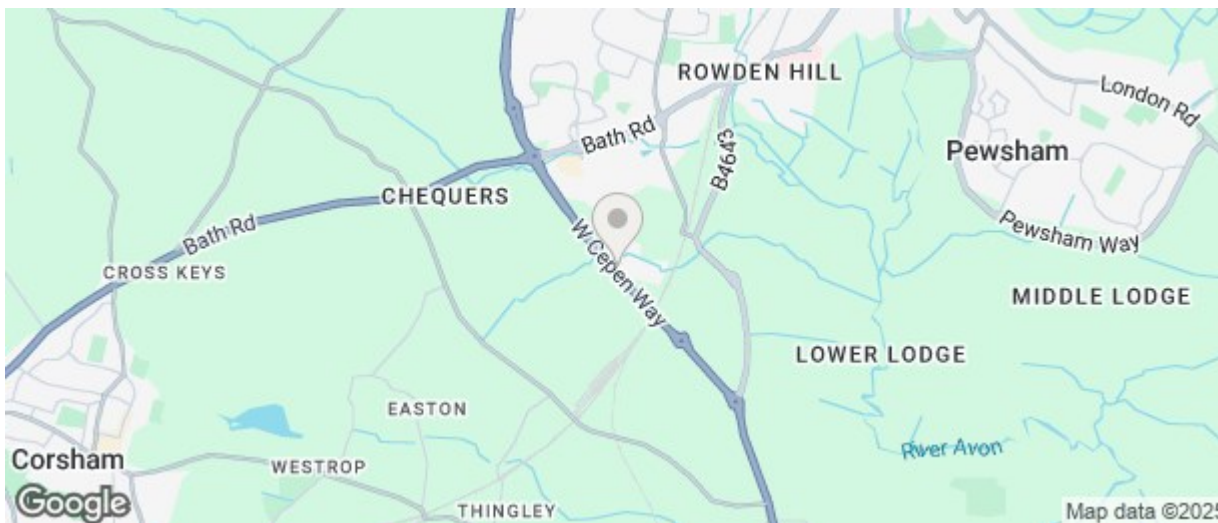 ROWDEN HILL
London Rd
Bath Rd
Pewsham
B4643
CHEQUERS
Pewsham Way
Bath Rd
W Cepen Way
CROSS KEYS
MIDDLE LODGE
LOWER LODGE
EASTON
River Avon
Corsham
WESTROP
Google
THINGLEY
Map data ©2025